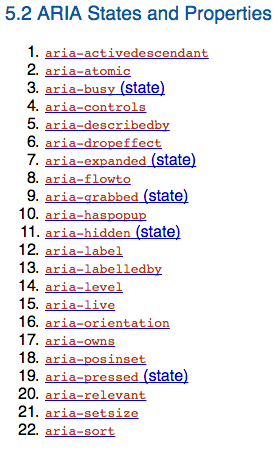 5.2 ARIA States and Properties
1. aria-activedescendant
2. aria-atomic
3. aria-busy (state)
4. aria-controls
5. aria-describedby
6. aria-dropeffect
7. aria-expanded (state)
8. aria-flowto
9. aria-grabbed (state)
10. aria-haspopup
11. aria-hidden (state)
12. aria-label
13. aria-labelledby
14. aria-level
15. aria-live
16. aria-orientation
17. aria-owns
18. aria-posinset
19. aria-pressed (state)
20. aria-relevant
21. aria-setsize
22. aria-sort